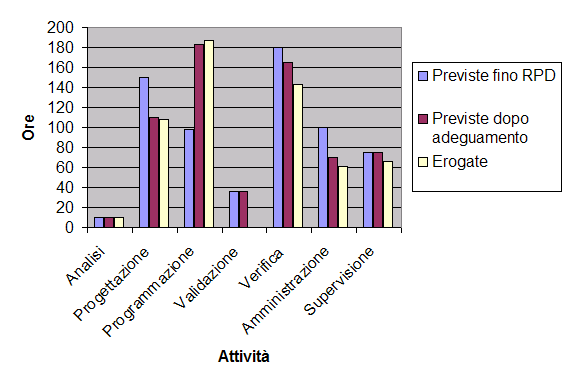 200
180
160
140
120
100
80
60
40
20
0
Ore
Analisi
Progettazione
Programmazione
Validazione
Verifica
Amministrazione
Supervisione
Attività
Previste fino RPD
Previste dopo
adeguamento
Erogate